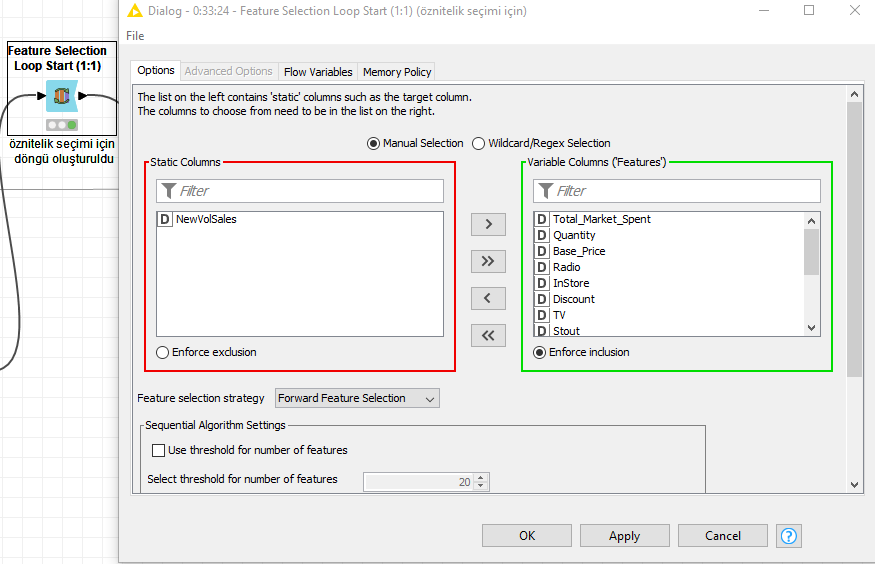 Dialog - 0:33:24 - Feature Selection Loop Start (1:1) (öznitelik seçimi için)
File
Feature Selection
Loop Start (1:1)
öznitelik seçimi için
döngü oluşturuldu
Options
Advanced Options
Flow Variables
Memory Policy
The list on the left contains 'static' columns such as the target column.
The columns to choose from need to be in the list on the right.
Manual Selection
Wildcard/Regex Selection
Static Columns
Filter
D NewVolSales
Enforce exclusion
>
>>
<
<<
Variable Columns ('Features')
Filter
D Total_Market_Spent
D Quantity
D Base_Price
D Radio
D InStore
D Discount
D TV
D Stout
Enforce inclusion
Feature selection strategy
Forward Feature Selection
Sequential Algorithm Settings
Use threshold for number of features
Select threshold for number of features
20
OK
Apply
Cancel
?